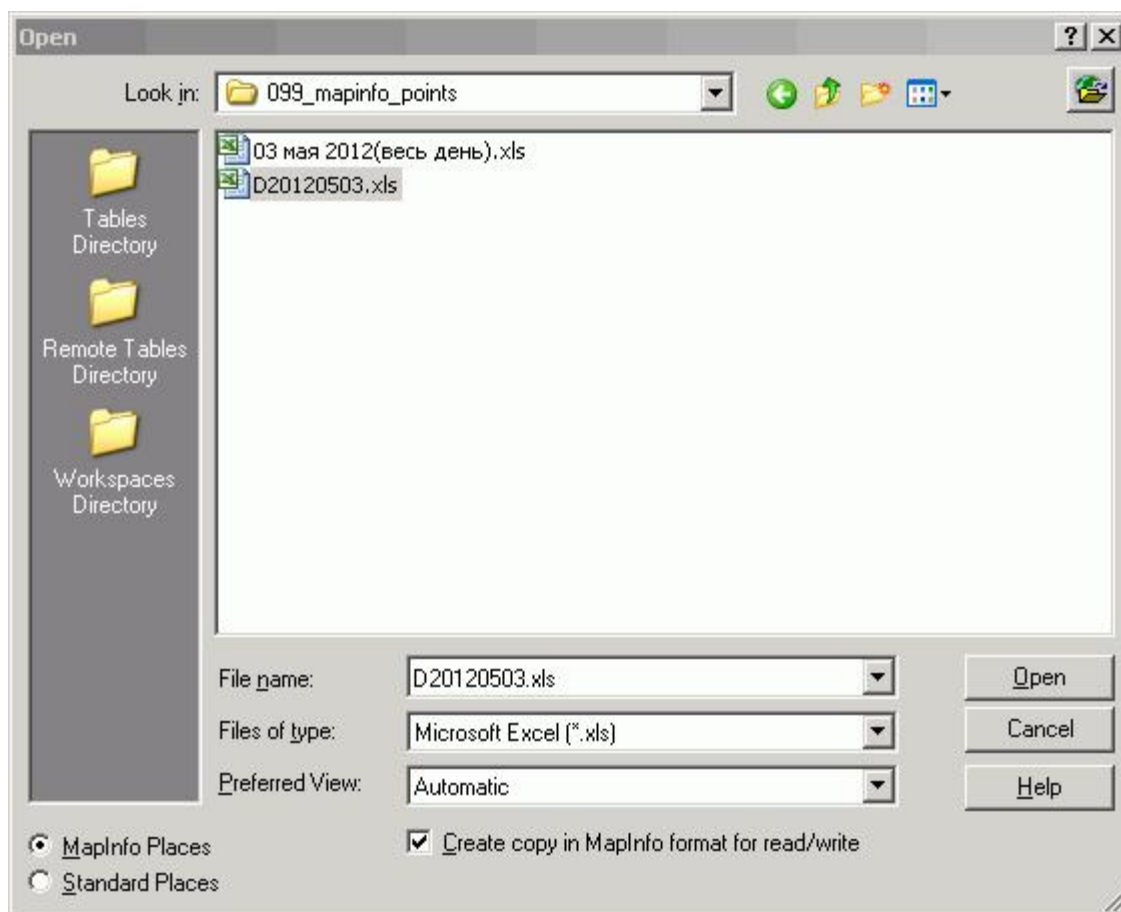 Open
Look in: 099_mapinfo_points
03 мая 2012(весь день).xls
D20120503.xls
Tables
Directory
Remote Tables
Directory
Workspaces
Directory
File name: D20120503.xls Open
Files of type: Microsoft Excel (*.xls) Cancel
Preferred View: Automatic Help
MapInfo Places Create copy in MapInfo format for read/write
Standard Places